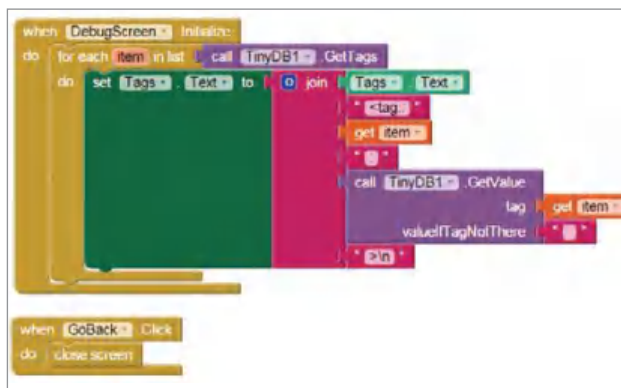 when DebugScreen .Initialize
do for each item in list call TinyDB1 .GetTags
do set Tags . Text to join Tags . Text
get item
call TinyDB1 .GetValue
tag get item
valueIfTagNotThere " "
" >\n "
when GoBack .Click
do close screen